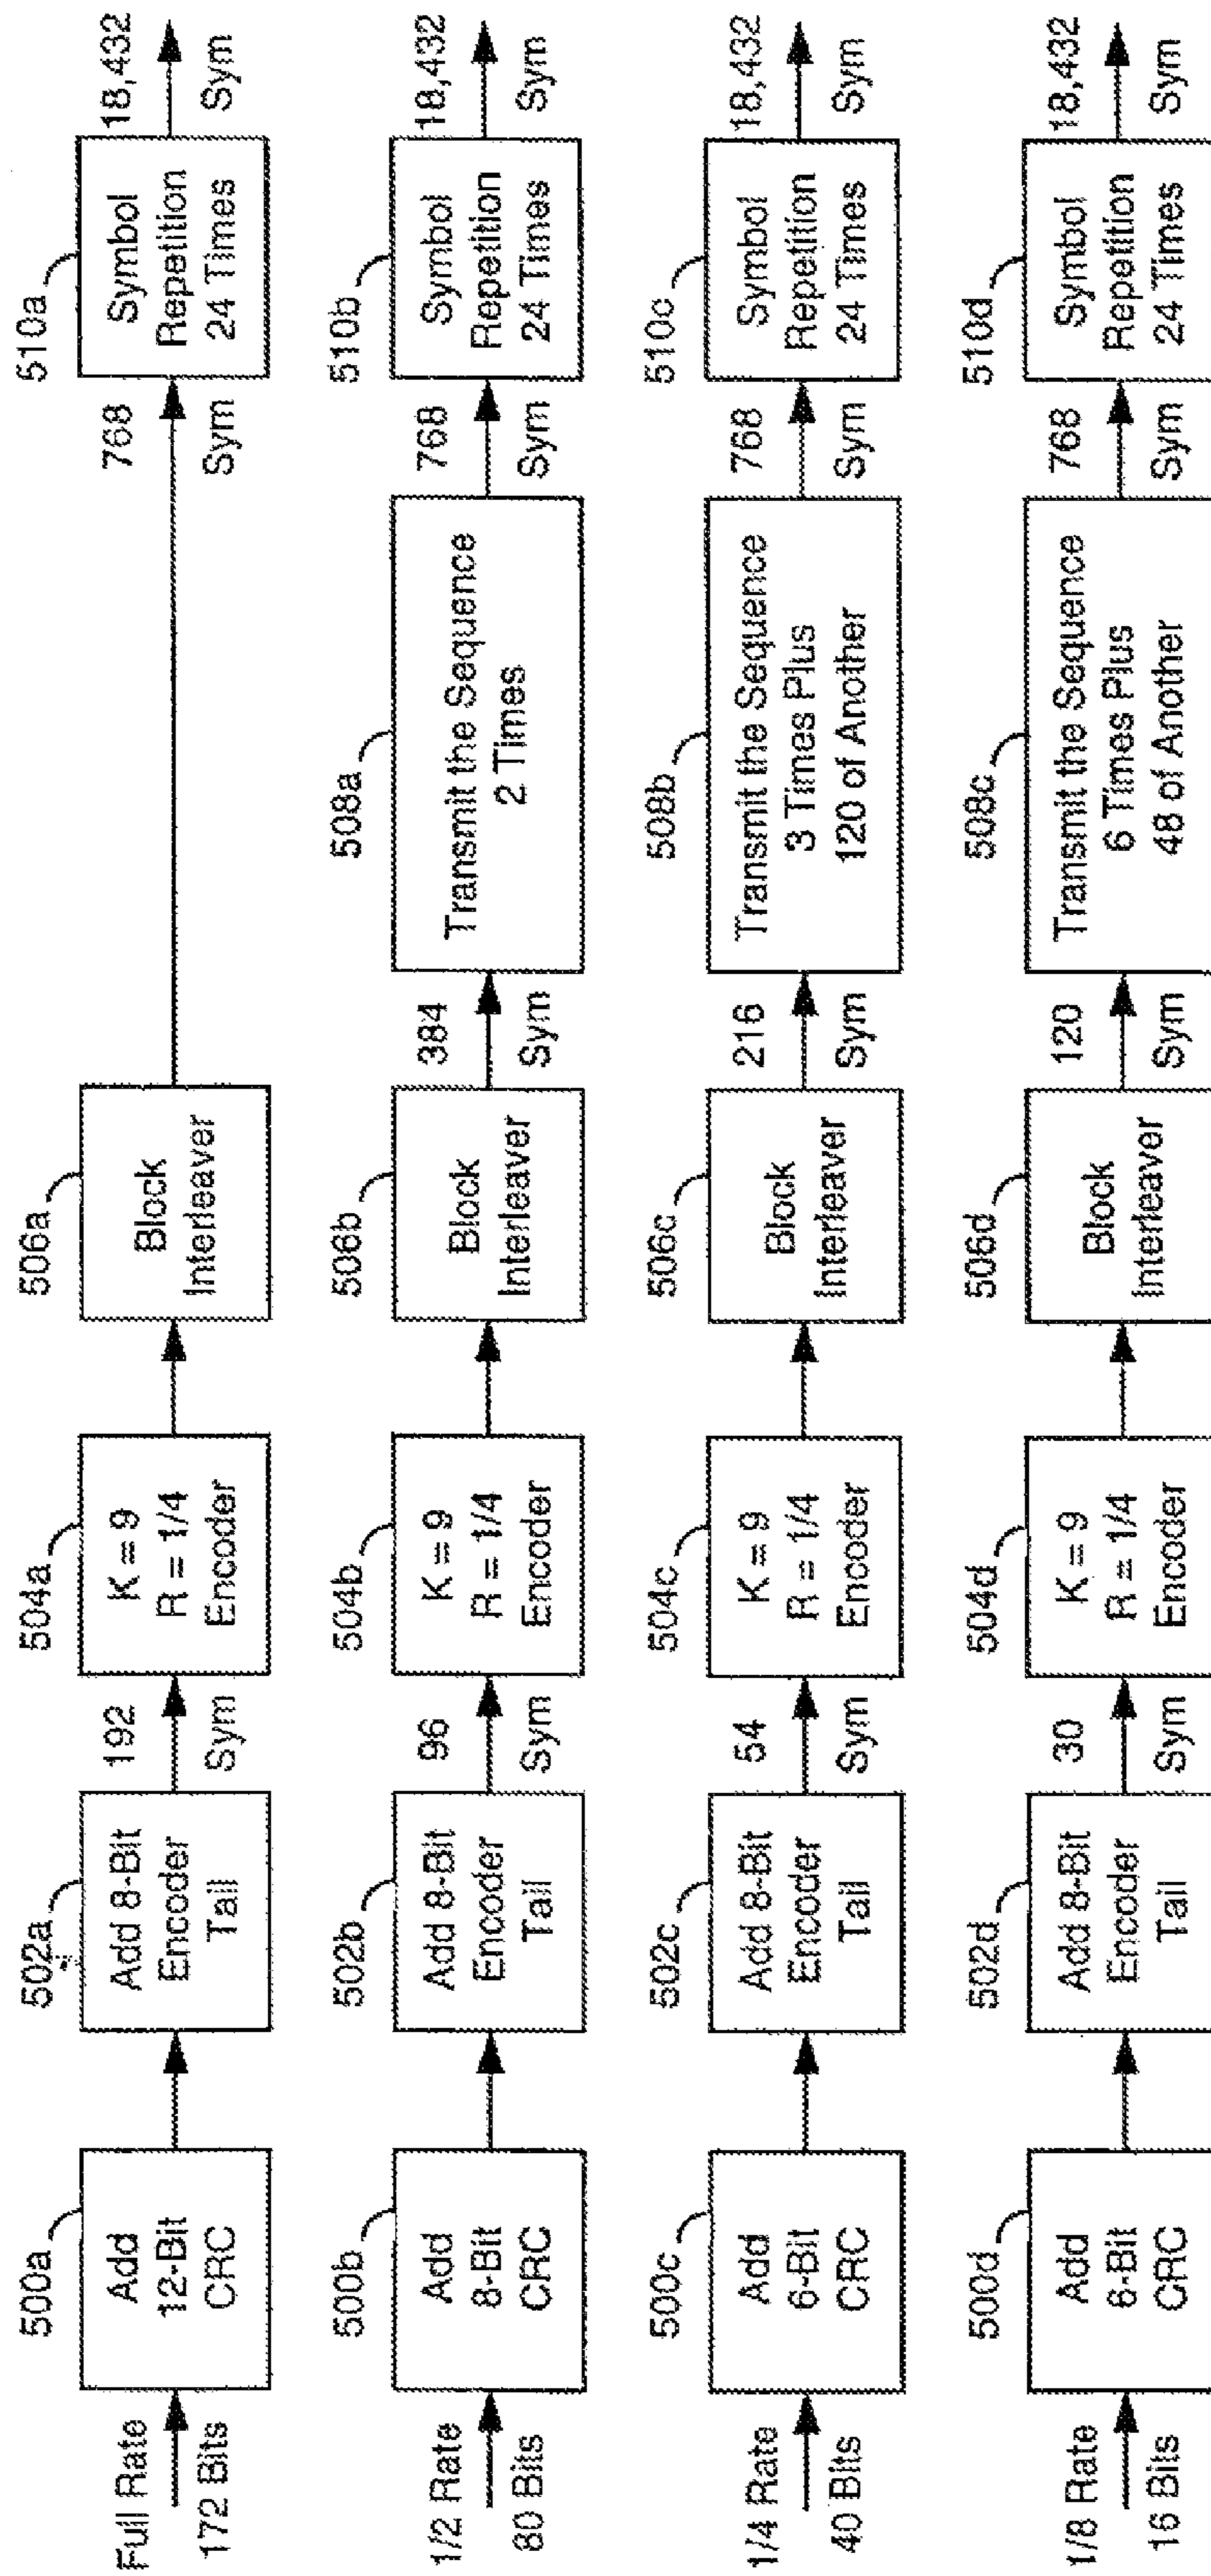 Full Rate
172 Bits
500a
Add
12-Bit
CRC
502a
Add 8-Bit
Encoder
Tail
192
Sym
504a
K = 9
R = 1/4
Encoder
506a
Block
Interleaver
768
Sym
510a
Symbol
Repetition
24 Times
18,432
Sym
1/2 Rate
80 Bits
500b
Add
8-Bit
CRC
502b
Add 8-Bit
Encoder
Tail
96
Sym
504b
K = 9
R = 1/4
Encoder
506b
Block
Interleaver
384
Sym
508a
Transmit the Sequence
2 Times
768
Sym
510b
Symbol
Repetition
24 Times
18,432
Sym
1/4 Rate
40 Bits
500c
Add
6-Bit
CRC
502c
Add 8-Bit
Encoder
Tail
54
Sym
504c
K = 9
R = 1/4
Encoder
506c
Block
Interleaver
216
Sym
508b
Transmit the Sequence
3 Times Plus
120 of Another
768
Sym
510c
Symbol
Repetition
24 Times
18,432
Sym
1/8 Rate
16 Bits
500d
Add
6-Bit
CRC
502d
Add 8-Bit
Encoder
Tail
30
Sym
504d
K = 9
R = 1/4
Encoder
506d
Block
Interleaver
120
Sym
508c
Transmit the Sequence
6 Times Plus
48 of Another
768
Sym
510d
Symbol
Repetition
24 Times
18,432
Sym